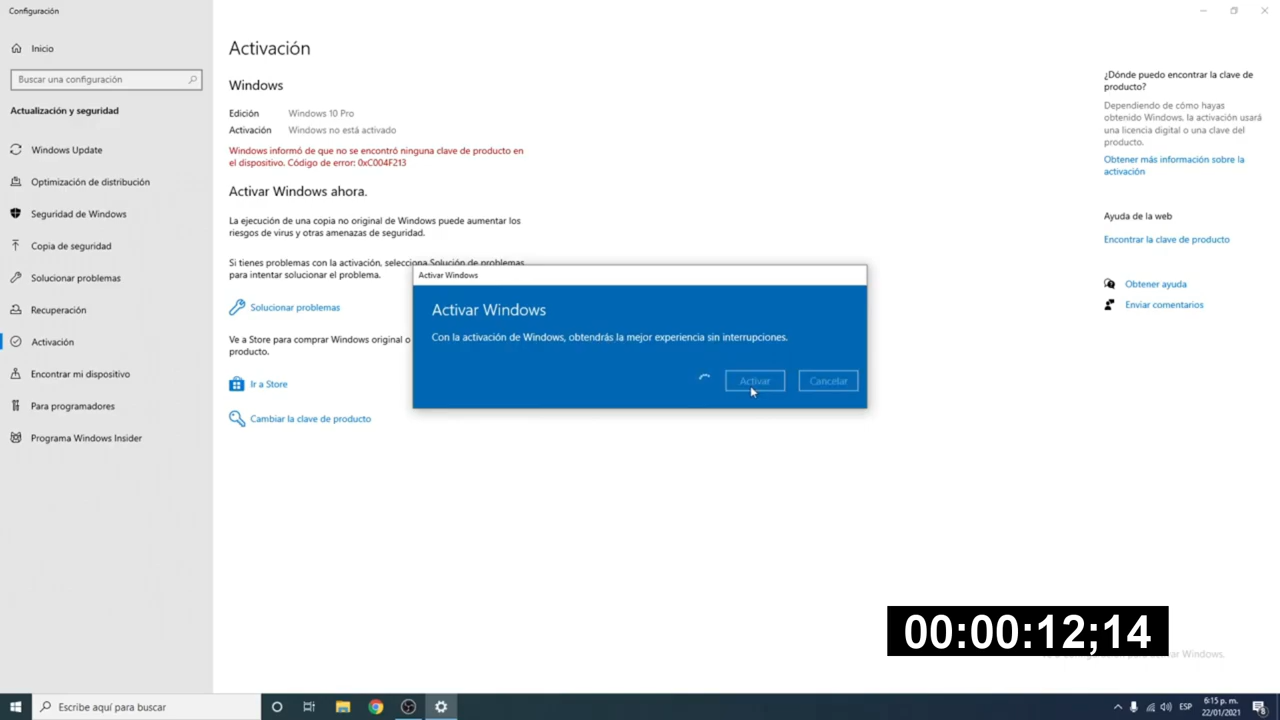 Configuración
Inicio
Buscar una configuración
Actualización y seguridad
Windows Update
Optimización de distribución
Seguridad de Windows
Copia de seguridad
Solucionar problemas
Recuperación
Activación
Encontrar mi dispositivo
Para programadores
Programa Windows Insider
Activación
Windows
Edición Windows 10 Pro
Activación Windows no está activado
Windows informó de que no se encontró ninguna clave de producto en
el dispositivo. Código de error: 0xC004F213
Activar Windows ahora.
La ejecución de una copia no original de Windows puede aumentar los
riesgos de virus y otras amenazas de seguridad.
Si tienes problemas con la activación, selecciona Solución de problemas
para intentar solucionar el problema.
Solucionar problemas
Ve a Store para comprar Windows original o
producto.
Ir a Store
Cambiar la clave de producto
Activar Windows
Activar Windows
Con la activación de Windows, obtendrás la mejor experiencia sin interrupciones.
Activar Cancelar
¿Dónde puedo encontrar la clave de
producto?
Dependiendo de cómo hayas
obtenido Windows, la activación usará
una licencia digital o una clave del
producto.
Obtener más información sobre la
activación
Ayuda de la web
Encontrar la clave de producto
Obtener ayuda
Enviar comentarios
00:00:12;14
Windows.
Escribe aquí para buscar
ESP
6:15 p. m.
22/01/2021
8